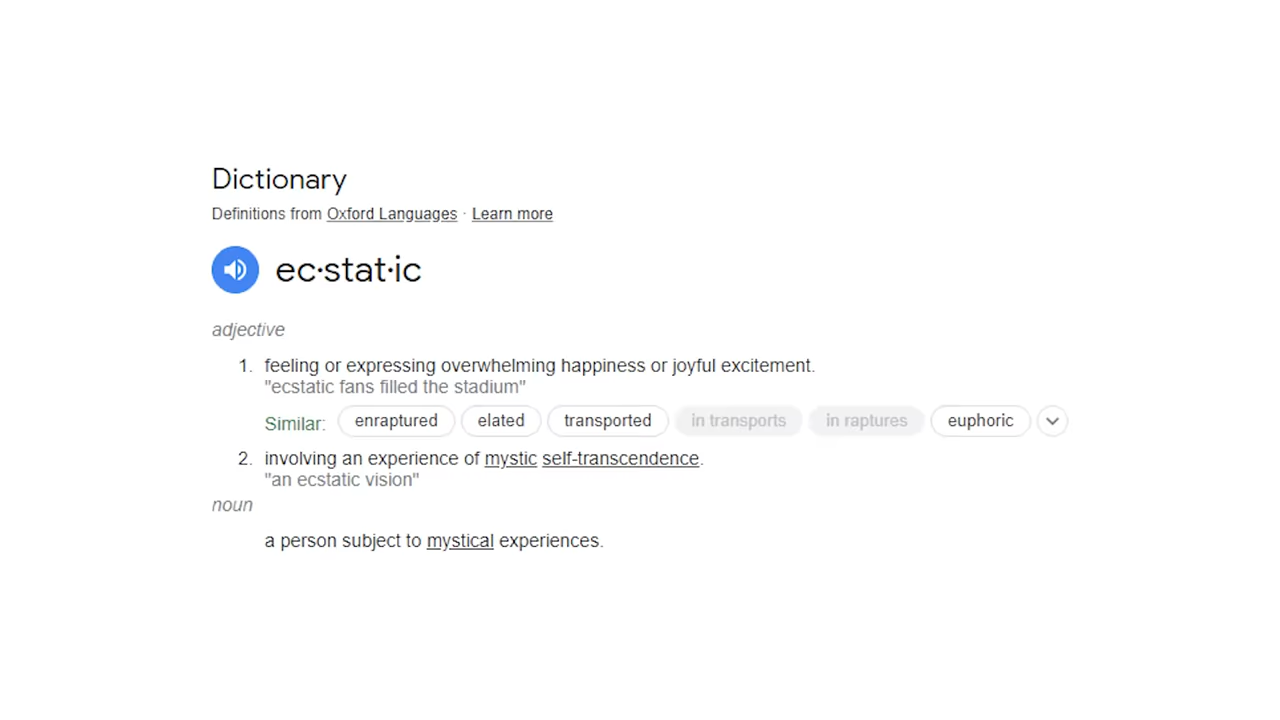 Dictionary
Definitions from Oxford Languages · Learn more
ec·stat·ic
adjective
1. feeling or expressing overwhelming happiness or joyful excitement.
"ecstatic fans filled the stadium"
Similar: enraptured elated transported in transports in raptures euphoric
2. involving an experience of mystic self-transcendence.
"an ecstatic vision"
noun
a person subject to mystical experiences.